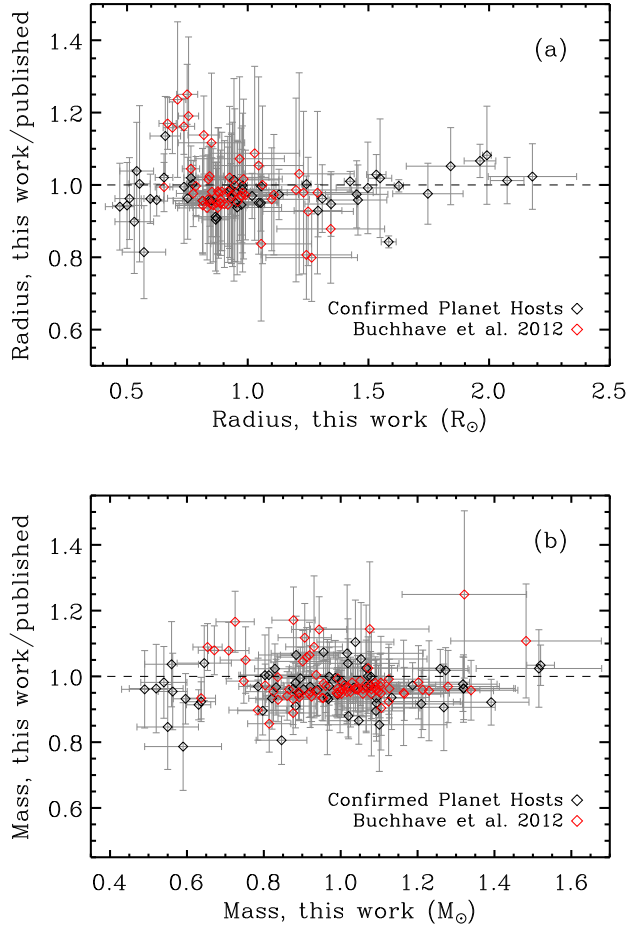 1.4
(a)
1.2
1.0
0.8
Confirmed Planet Hosts
Buchhave et al. 2012
0.6
Radius, this work/published
0.5 1.0 1.5 2.0 2.5
Radius, this work (R⊙)
1.4
(b)
1.2
1.0
0.8
Confirmed Planet Hosts
Buchhave et al. 2012
0.6
Mass, this work/published
0.4 0.6 0.8 1.0 1.2 1.4 1.6
Mass, this work (M⊙)